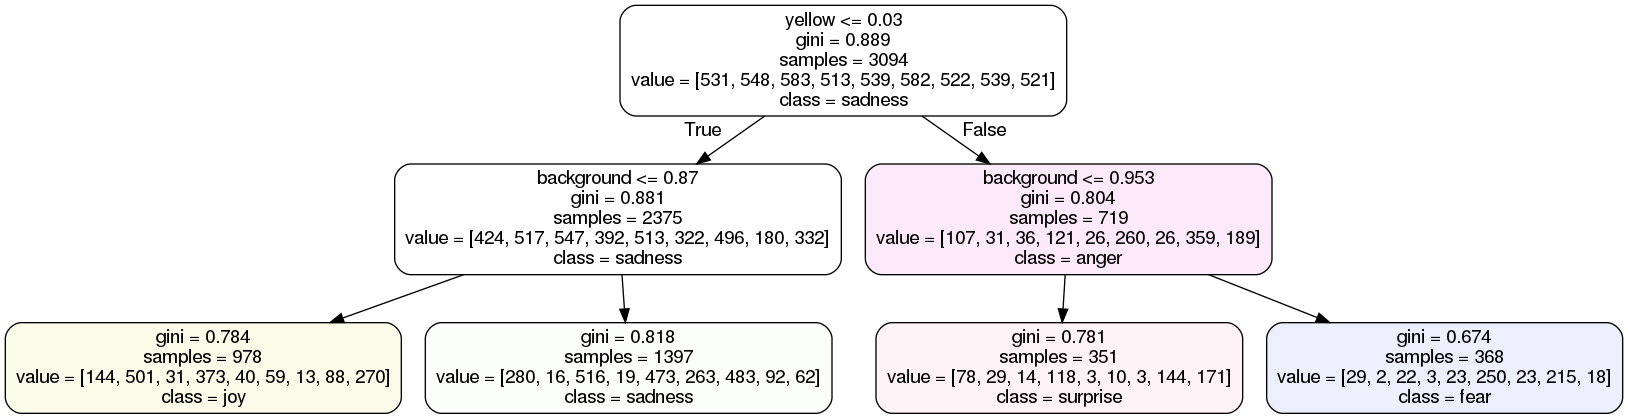 yellow <= 0.03
gini = 0.889
samples = 3094
value = [531, 548, 583, 513, 539, 582, 522, 539, 521]
class = sadness
True
False
background <= 0.87
gini = 0.881
samples = 2375
value = [424, 517, 547, 392, 513, 322, 496, 180, 332]
class = sadness
background <= 0.953
gini = 0.804
samples = 719
value = [107, 31, 36, 121, 26, 260, 26, 359, 189]
class = anger
gini = 0.784
samples = 978
value = [144, 501, 31, 373, 40, 59, 13, 88, 270]
class = joy
gini = 0.818
samples = 1397
value = [280, 16, 516, 19, 473, 263, 483, 92, 62]
class = sadness
gini = 0.781
samples = 351
value = [78, 29, 14, 118, 3, 10, 3, 144, 171]
class = surprise
gini = 0.674
samples = 368
value = [29, 2, 22, 3, 23, 250, 23, 215, 18]
class = fear